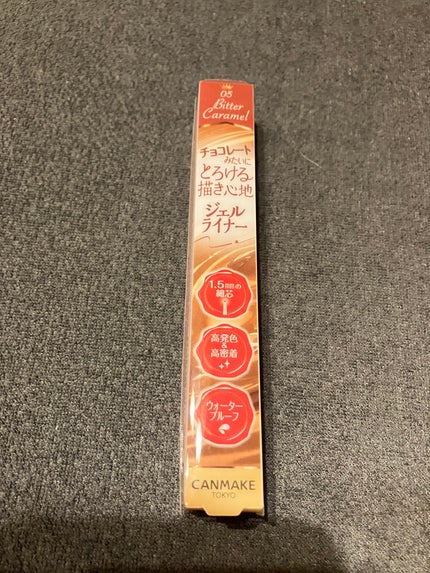 05
Bitter
Caramel
チョコレート
みたいに
とろける
描き心地
ジェル
ライナー
1.5mmの
細芯
高発色
&
高密着
ウォーター
プルーフ
CANMAKE
TOKYO